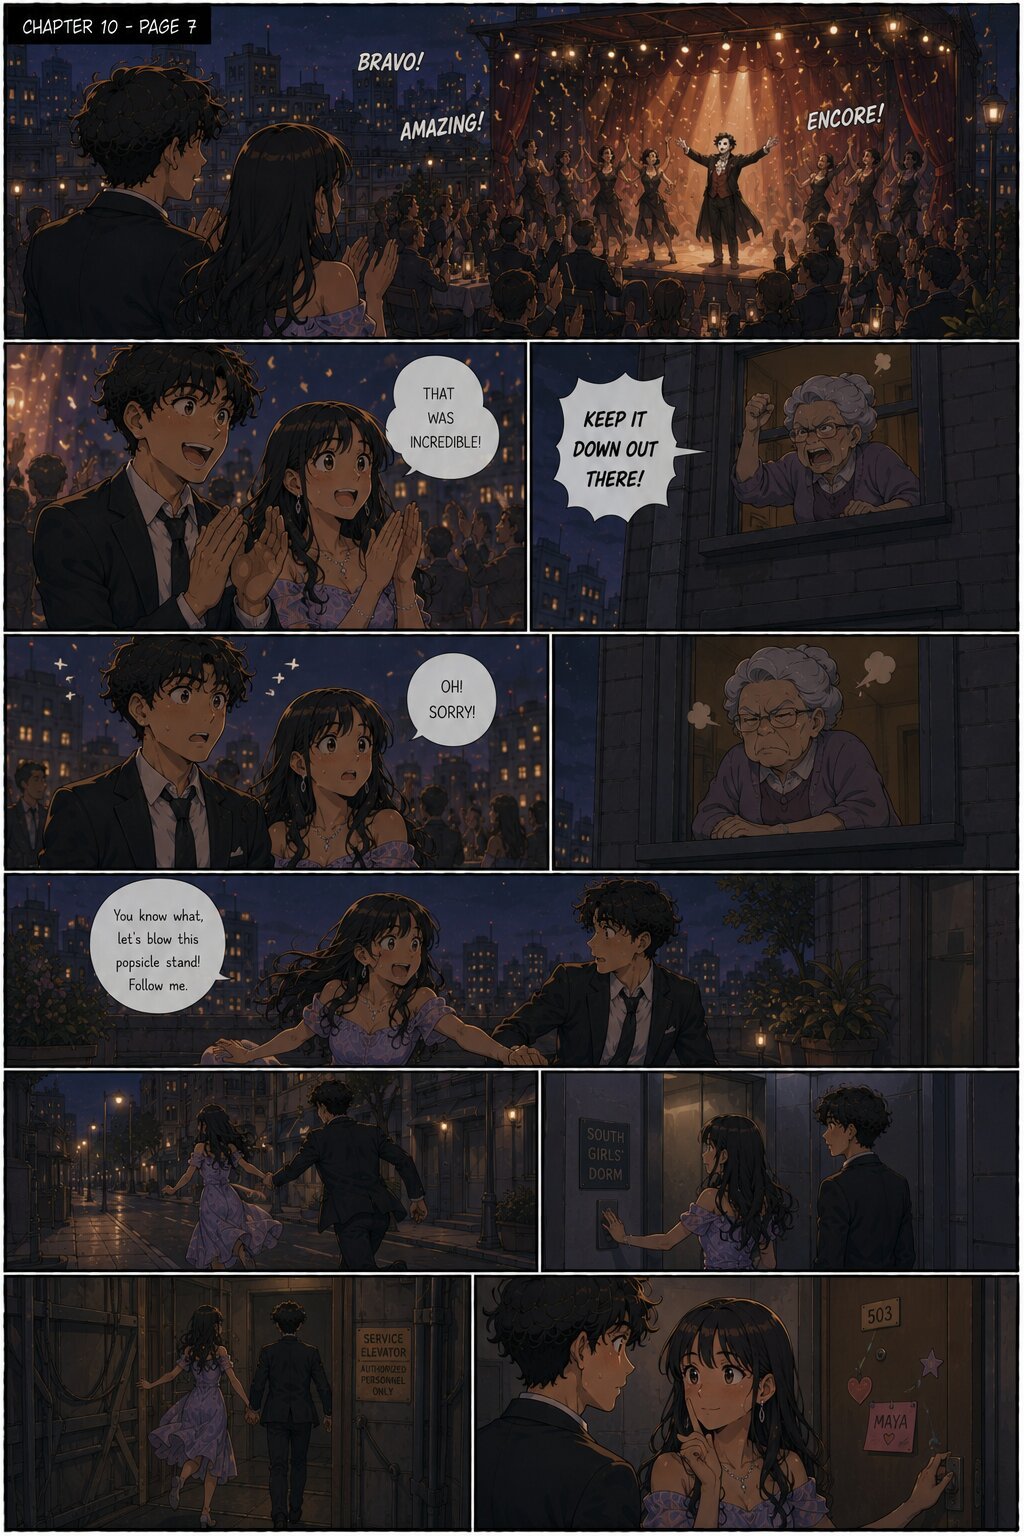 CHAPTER 10 - PAGE 7
BRAVO!
AMAZING!
ENCORE!
THAT
WAS
INCREDIBLE!
KEEP IT
DOWN OUT
THERE!
OH!
SORRY!
You know what,
let's blow this
popsicle stand!
Follow me.
SOUTH
GIRLS'
DORM
SERVICE
ELEVATOR
AUTHORIZED
PERSONNEL
ONLY
503
MAYA